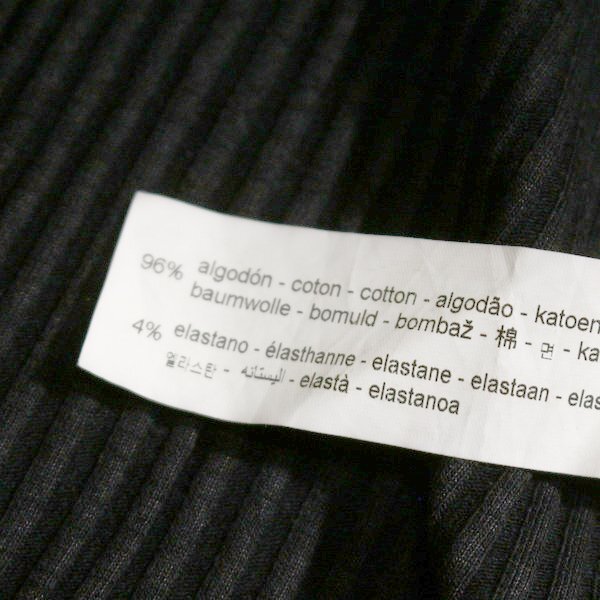 96% algodón - coton - cotton - algodão - katoen
baumwolle - bomuld - bombaž - 棉 - 면 - ka
4% elastano - élasthanne - elastane - elastaan - elas
엘라스탄 - اليستانه - elastà - elastanoa